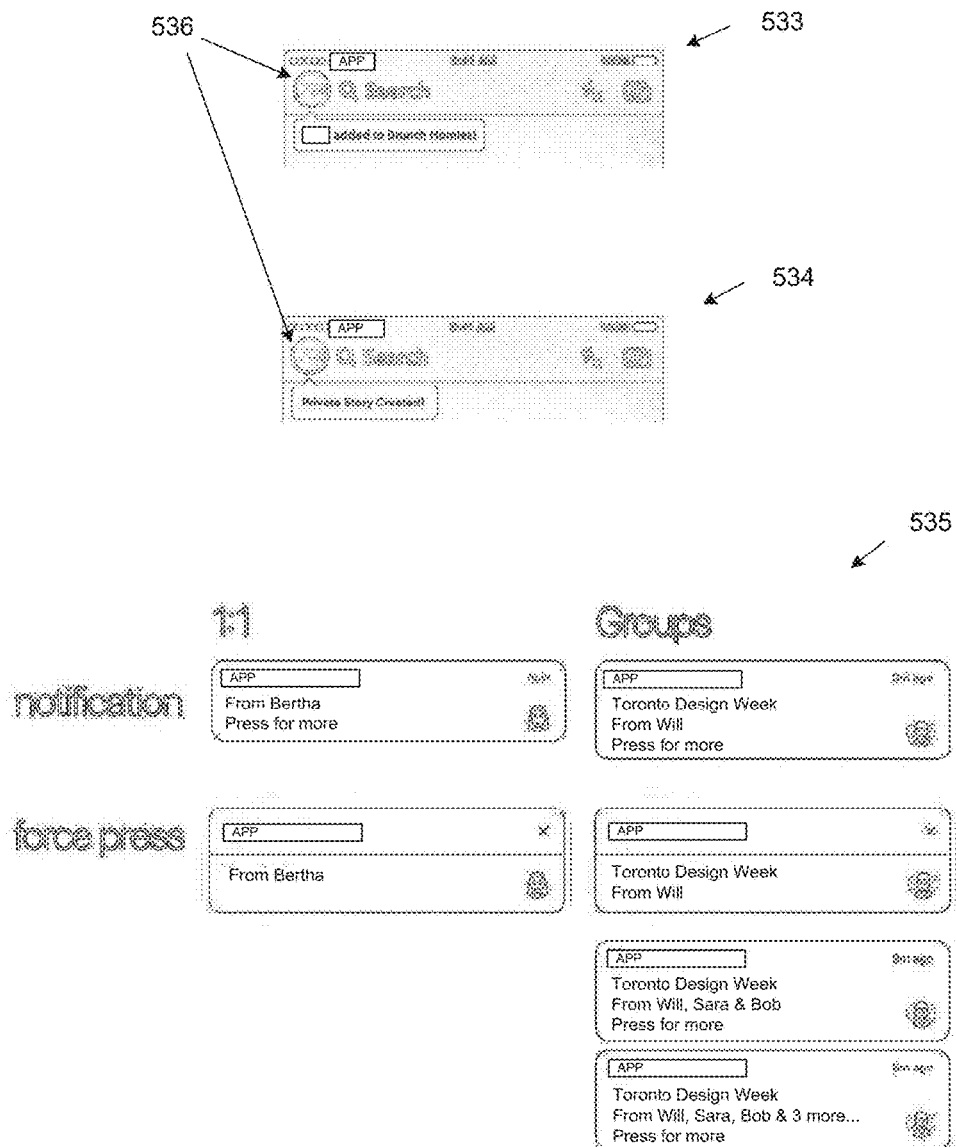 536
533
APP
Search
added to Brunch Homies!
534
APP
Search
Private Story Created!
535
1:1
Groups
notification
APP
From Bertha
Press for more
APP
Toronto Design Week
From Will
Press for more
force press
APP
×
From Bertha
APP
Toronto Design Week
From Will
APP
Toronto Design Week
From Will, Sara & Bob
Press for more
APP
Toronto Design Week
From Will, Sara, Bob & 3 more...
Press for more